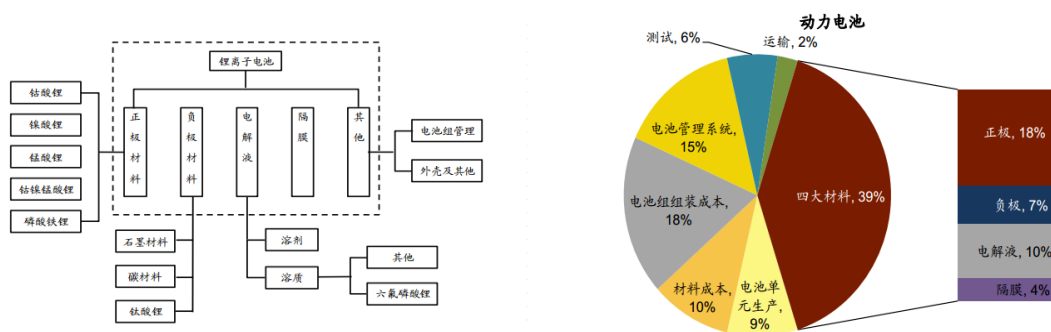 锂离子电池
钴酸锂
镍酸锂
锰酸锂
钴镍锰酸锂
磷酸铁锂
正极材料
负极材料
电解液
隔膜
其他
电池组管理
外壳及其他
石墨材料
碳材料
钛酸锂
溶剂
溶质
其他
六氟磷酸锂
动力电池
测试, 6%
运输, 2%
电池管理系统,
15%
电池组组装成本,
18%
材料成本,
10%
电池单
元生产,
9%
四大材料, 39%
正极, 18%
负极, 7%
电解液, 10%
隔膜, 4%